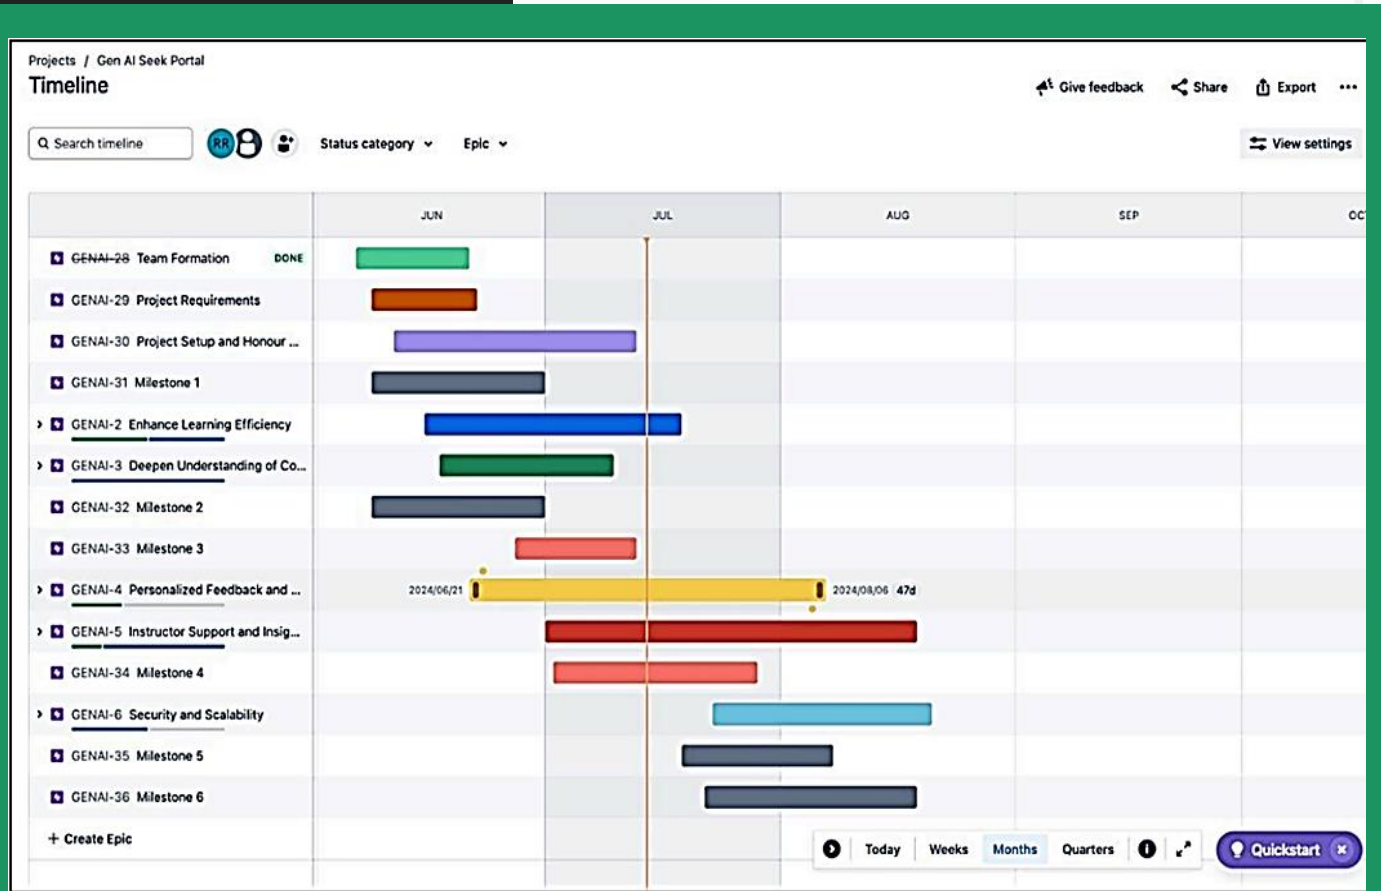 Projects / Gen AI Seek Portal
Timeline
Give feedback Share Export
Search timeline RR Status category Epic View settings
JUN JUL AUG SEP OC
GENAI-28 Team Formation DONE
GENAI-29 Project Requirements
GENAI-30 Project Setup and Honour ...
GENAI-31 Milestone 1
GENAI-2 Enhance Learning Efficiency
GENAI-3 Deepen Understanding of Co...
GENAI-32 Milestone 2
GENAI-33 Milestone 3
GENAI-4 Personalized Feedback and ... 2024/06/21 2024/08/06 47d
GENAI-5 Instructor Support and Insig...
GENAI-34 Milestone 4
GENAI-6 Security and Scalability
GENAI-35 Milestone 5
GENAI-36 Milestone 6
+ Create Epic
Today Weeks Months Quarters Quickstart